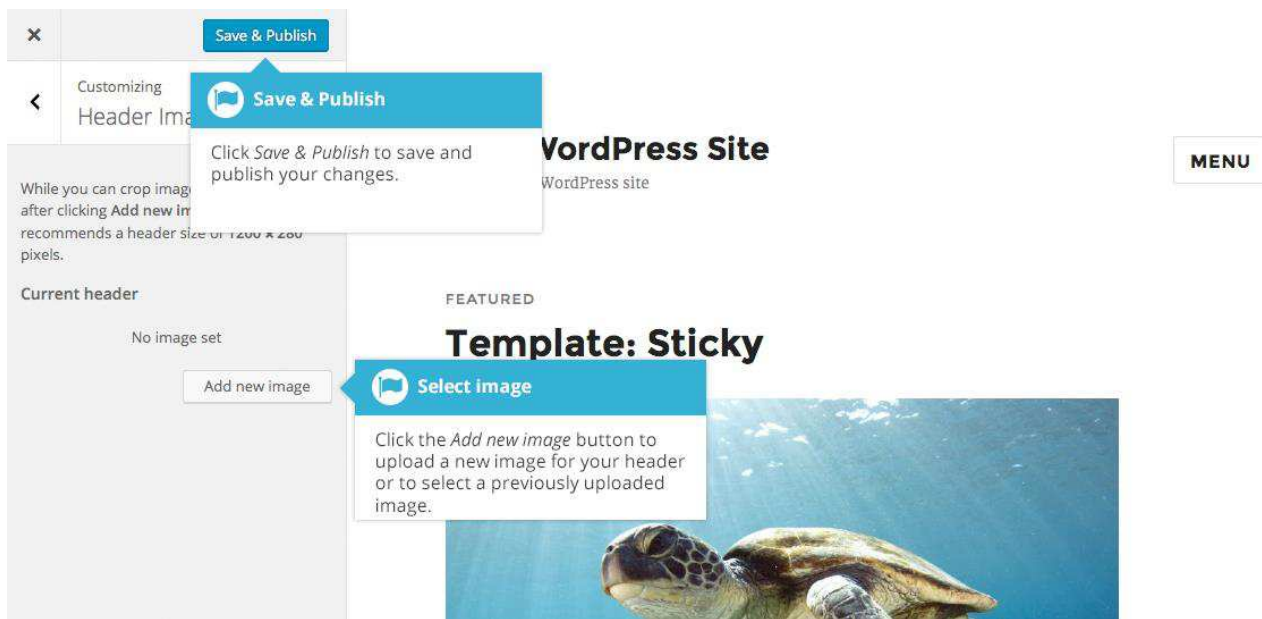 Save & Publish
Customizing
Header Ima
Save & Publish
Click Save & Publish to save and
publish your changes.
While you can crop imag
after clicking Add new im
recommends a header size of 1200 × 280
pixels.
Current header
No image set
Add new image
Select image
Click the Add new image button to
upload a new image for your header
or to select a previously uploaded
image.
WordPress Site
WordPress site
MENU
FEATURED
Template: Sticky